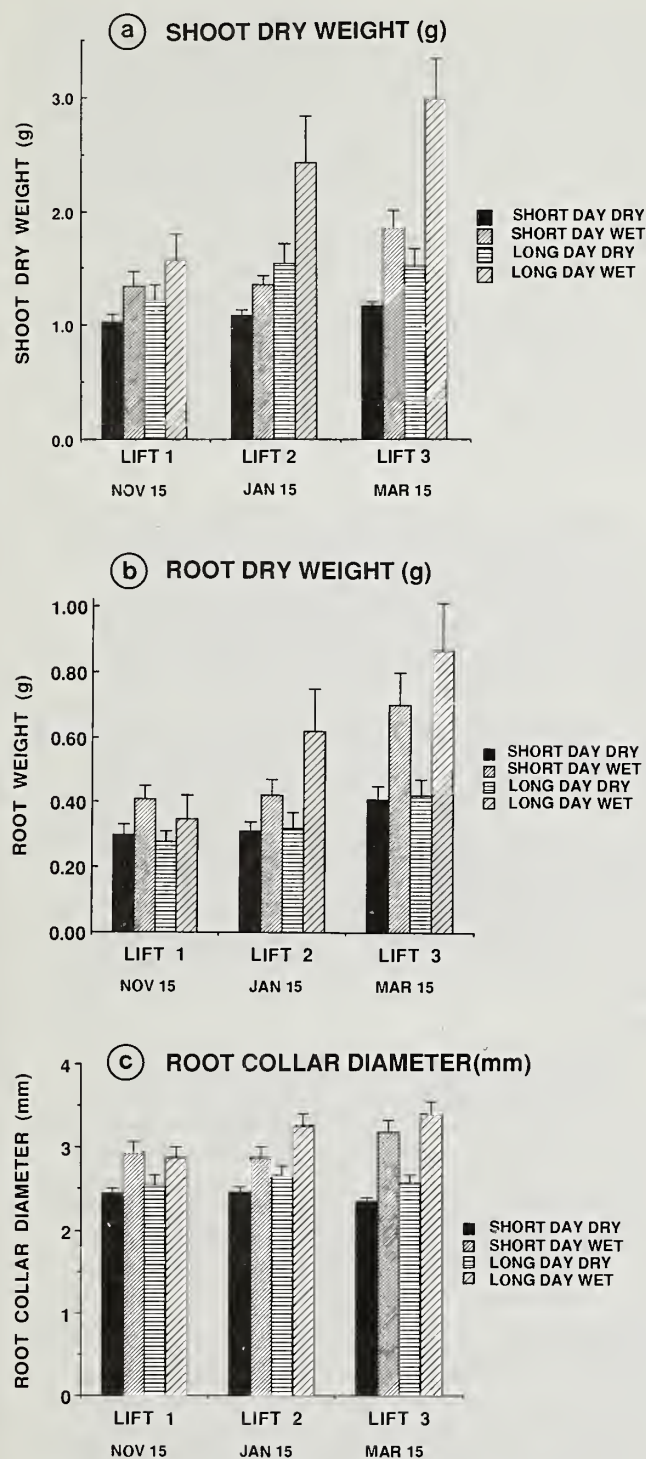 a SHOOT DRY WEIGHT (g)
SHOOT DRY WEIGHT (g)
3.0
2.0
1.0
0.0
SHORT DAY DRY
SHORT DAY WET
LONG DAY DRY
LONG DAY WET
LIFT 1 LIFT 2 LIFT 3
NOV 15 JAN 15 MAR 15
b ROOT DRY WEIGHT (g)
ROOT WEIGHT (g)
1.00
0.80
0.60
0.40
0.20
0.00
SHORT DAY DRY
SHORT DAY WET
LONG DAY DRY
LONG DAY WET
LIFT 1 LIFT 2 LIFT 3
NOV 15 JAN 15 MAR 15
c ROOT COLLAR DIAMETER(mm)
ROOT COLLAR DIAMETER (mm)
4
3
2
1
0
SHORT DAY DRY
SHORT DAY WET
LONG DAY DRY
LONG DAY WET
LIFT 1 LIFT 2 LIFT 3
NOV 15 JAN 15 MAR 15